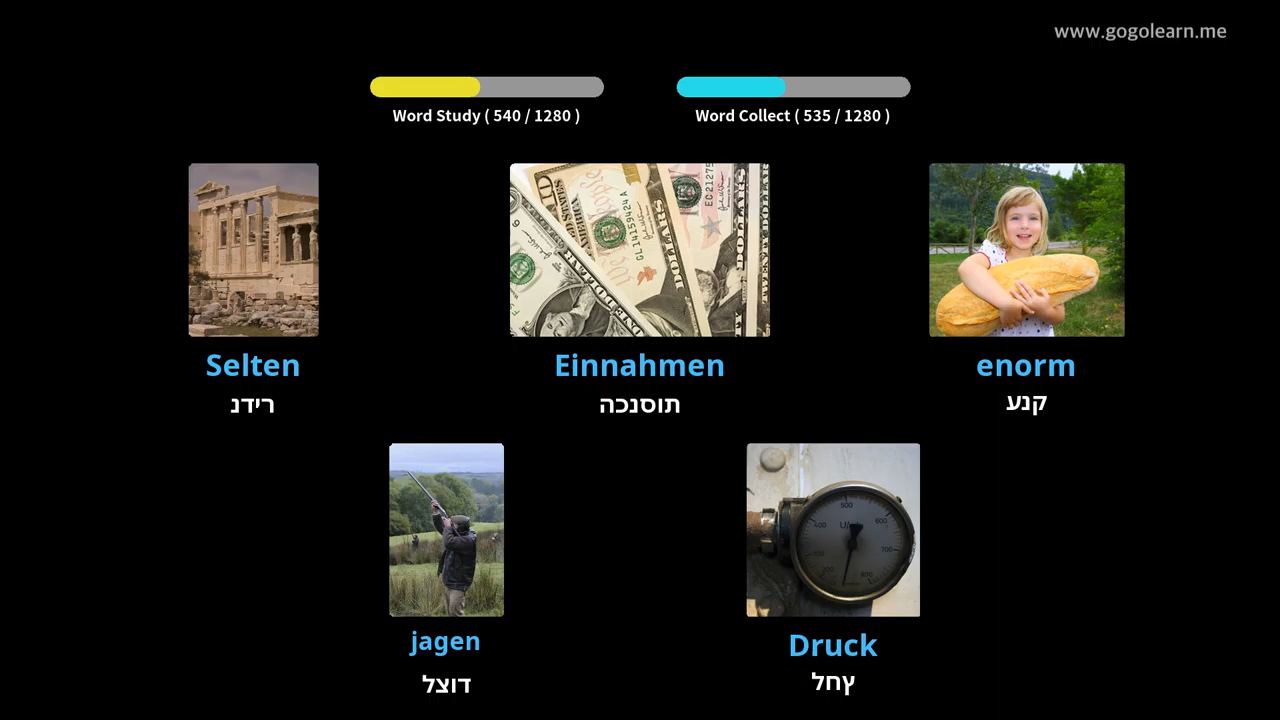 www.gogolearn.me
Word Study ( 540 / 1280 )
Word Collect ( 535 / 1280 )
Selten
רידנ
Einnahmen
תוסנכה
enorm
קנע
jagen
דוצל
Druck
ץחל